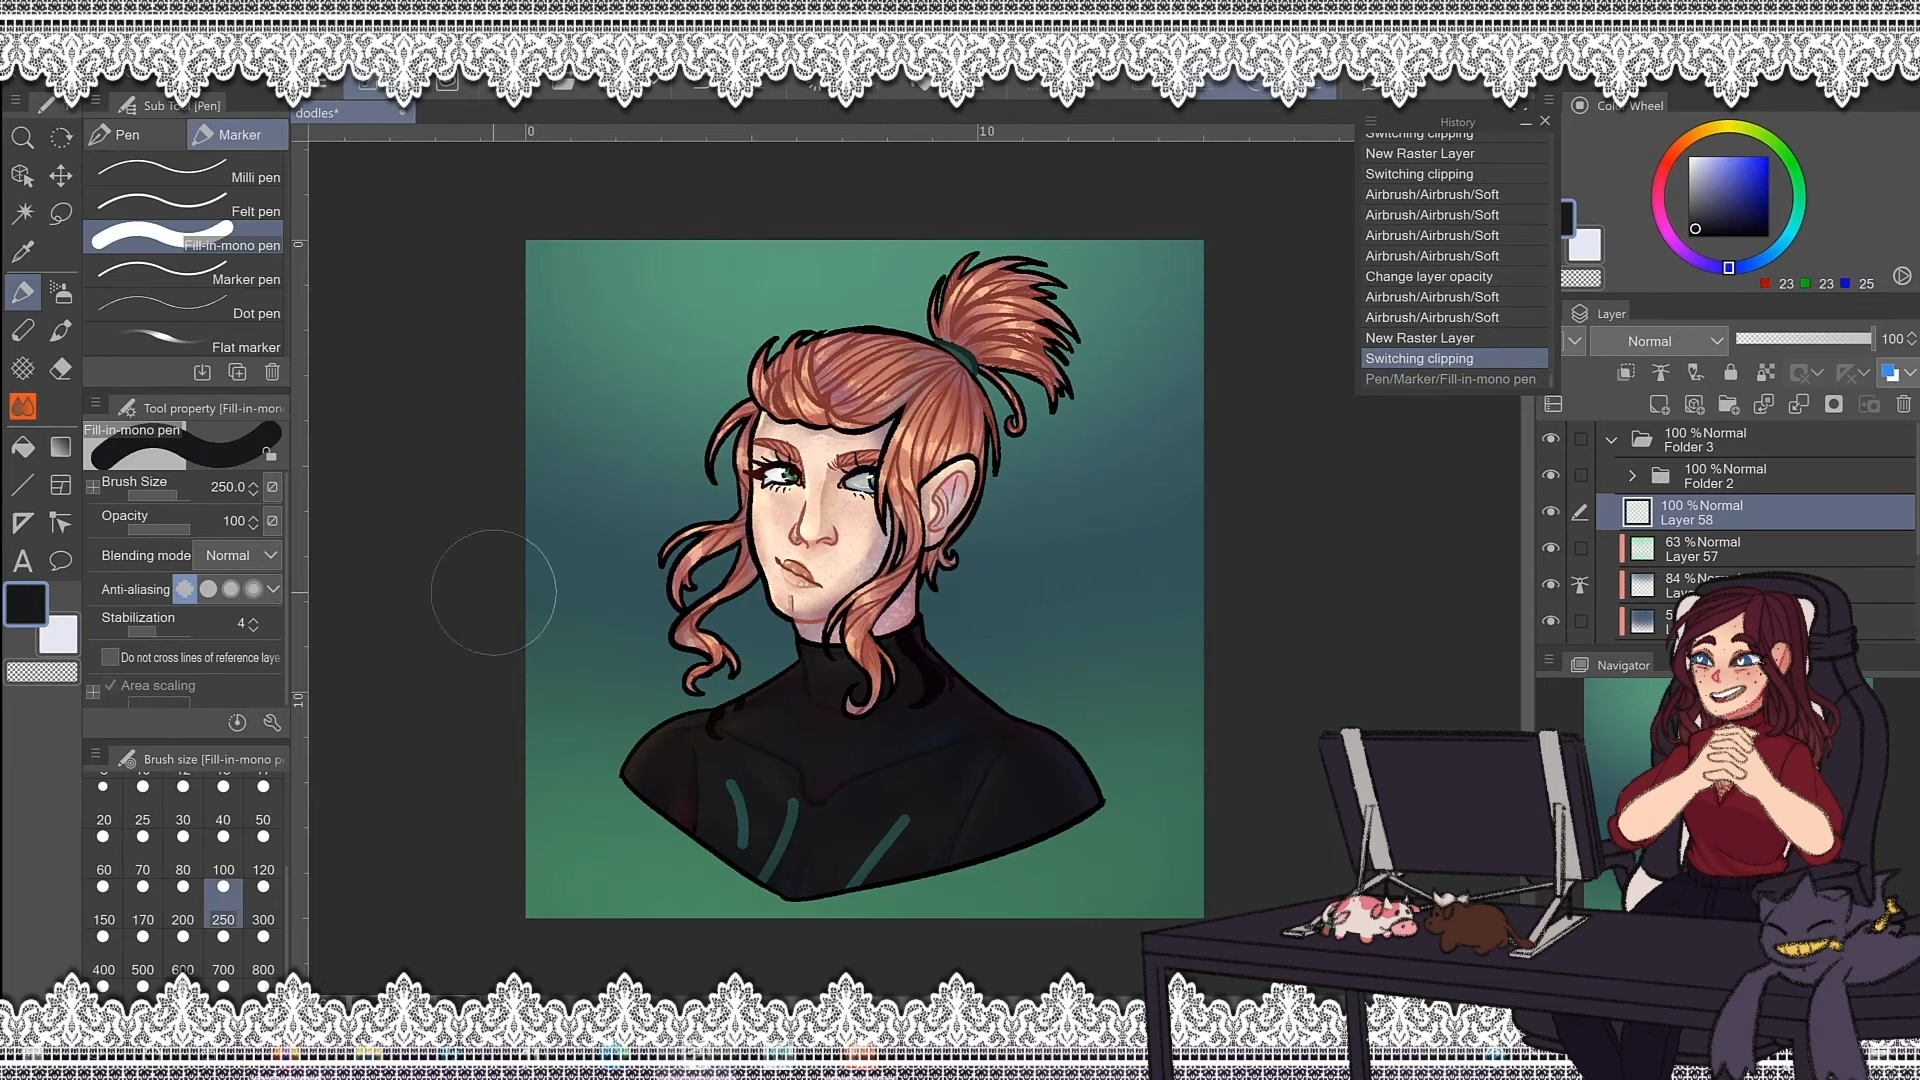 Sub Tool [Pen]
Pen
Marker
Milli pen
Felt pen
Fill-in-mono pen
Marker pen
Dot pen
Flat marker
Tool property [Fill-in-mon
Fill-in-mono pen
Brush Size
250.0
Opacity
100
Blending mode
Normal
Anti-aliasing
Stabilization
4
Do not cross lines of reference laye
Area scaling
Brush size [Fill-in-mono p
20 25 30 40 50
60 70 80 100 120
150 170 200 250 300
400 500 600 700 800
dodles*
0
10
0
10
History
Switching clipping
New Raster Layer
Switching clipping
Airbrush/Airbrush/Soft
Airbrush/Airbrush/Soft
Airbrush/Airbrush/Soft
Airbrush/Airbrush/Soft
Change layer opacity
Airbrush/Airbrush/Soft
Airbrush/Airbrush/Soft
New Raster Layer
Switching clipping
Pen/Marker/Fill-in-mono pen
Color Wheel
23 23 25
Layer
Normal
100
100 %Normal
Folder 3
100 %Normal
Folder 2
100 %Normal
Layer 58
63 %Normal
Layer 57
84 %
Navigator